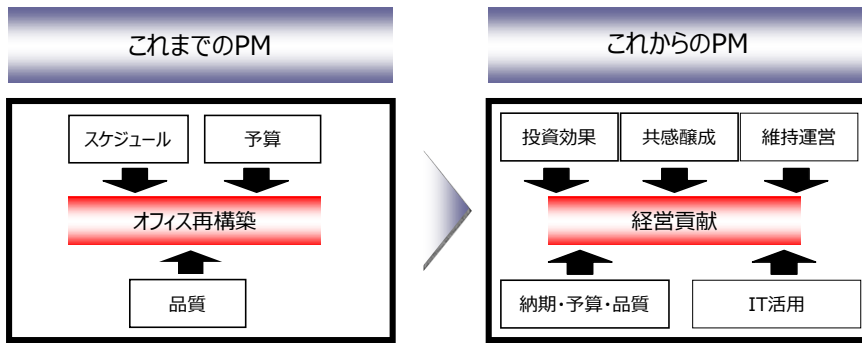 これまでのPM
これからのPM
スケジュール
予算
オフィス再構築
品質
投資効果
共感醸成
維持運営
経営貢献
納期・予算・品質
IT活用